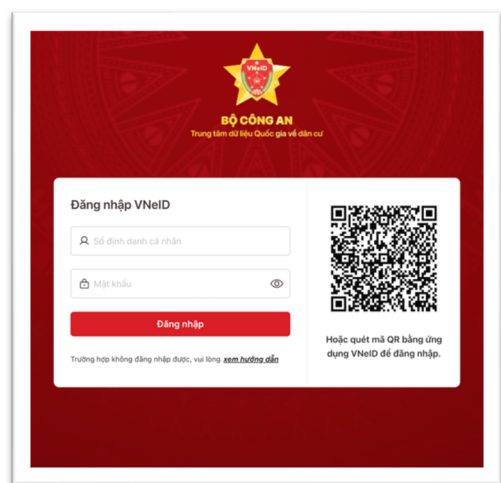 VNeID
BỘ CÔNG AN
Trung tâm dữ liệu Quốc gia về dân cư
Đăng nhập VNeID
Số định danh cá nhân
Mật khẩu
Đăng nhập
Trường hợp không đăng nhập được, vui lòng xem hướng dẫn
Hoặc quét mã QR bằng ứng
dụng VNeID để đăng nhập.